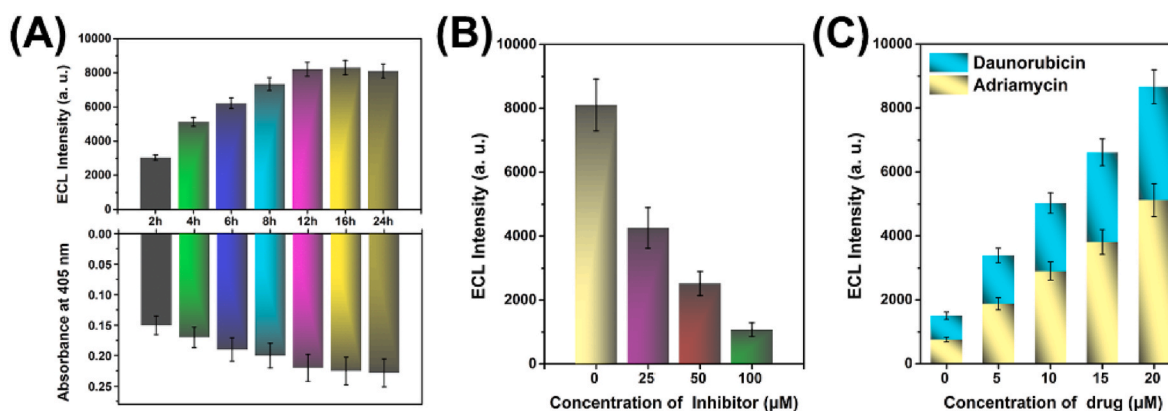 (A)
ECL Intensity (a. u.)
10000
8000
6000
4000
2000
0
2h 4h 6h 8h 12h 16h 24h
Absorbance at 405 nm
0.00
0.05
0.10
0.15
0.20
0.25
(B)
ECL Intensity (a. u.)
10000
8000
6000
4000
2000
0
0 25 50 100
Concentration of Inhibitor (μM)
(C)
ECL Intensity (a. u.)
10000
8000
6000
4000
2000
0
Daunorubicin
Adriamycin
0 5 10 15 20
Concentration of drug (μM)